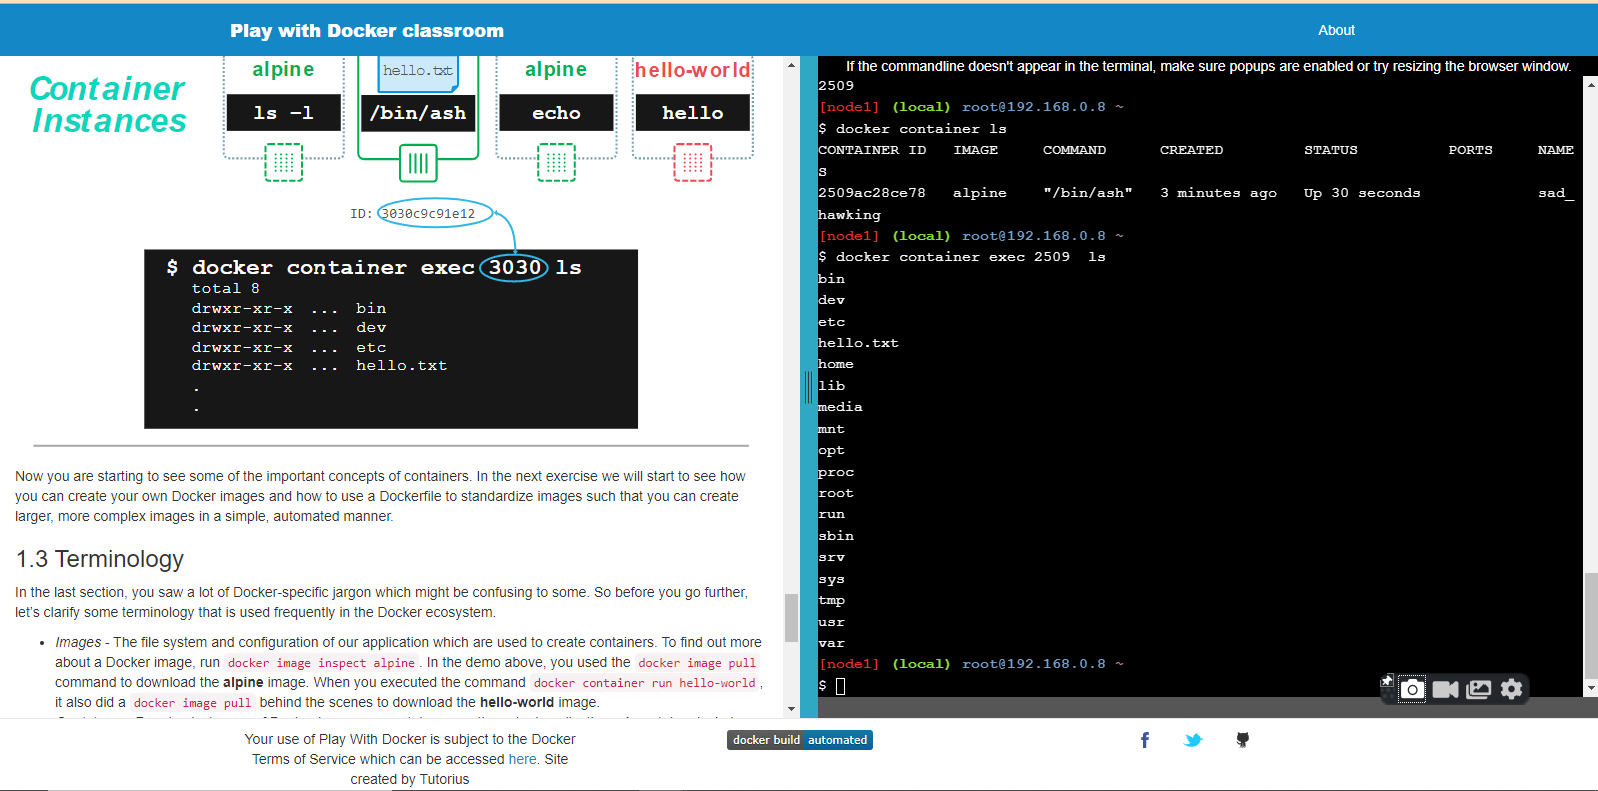 Play with Docker classroom
About
Container
Instances
alpine
hello.txt
alpine
hello-world
ls -l
/bin/ash
echo
hello
ID: 3030c9c91e12
$ docker container exec 3030 ls
total 8
drwxr-xr-x ... bin
drwxr-xr-x ... dev
drwxr-xr-x ... etc
drwxr-xr-x ... hello.txt
.
.
Now you are starting to see some of the important concepts of containers. In the next exercise we will start to see how
you can create your own Docker images and how to use a Dockerfile to standardize images such that you can create
larger, more complex images in a simple, automated manner.
1.3 Terminology
In the last section, you saw a lot of Docker-specific jargon which might be confusing to some. So before you go further,
let's clarify some terminology that is used frequently in the Docker ecosystem.
• Images - The file system and configuration of our application which are used to create containers. To find out more
about a Docker image, run docker image inspect alpine . In the demo above, you used the docker image pull
command to download the alpine image. When you executed the command docker container run hello-world ,
it also did a docker image pull behind the scenes to download the hello-world image.
If the commandline doesn't appear in the terminal, make sure popups are enabled or try resizing the browser window.
2509
[node1] (local) root@192.168.0.8 ~
$ docker container ls
CONTAINER ID IMAGE COMMAND CREATED STATUS PORTS NAME
S
2509ac28ce78 alpine "/bin/ash" 3 minutes ago Up 30 seconds sad_
hawking
[node1] (local) root@192.168.0.8 ~
$ docker container exec 2509 ls
bin
dev
etc
hello.txt
home
lib
media
mnt
opt
proc
root
run
sbin
srv
sys
tmp
usr
var
[node1] (local) root@192.168.0.8 ~
$
Your use of Play With Docker is subject to the Docker
Terms of Service which can be accessed here. Site
created by Tutorius
docker build automated